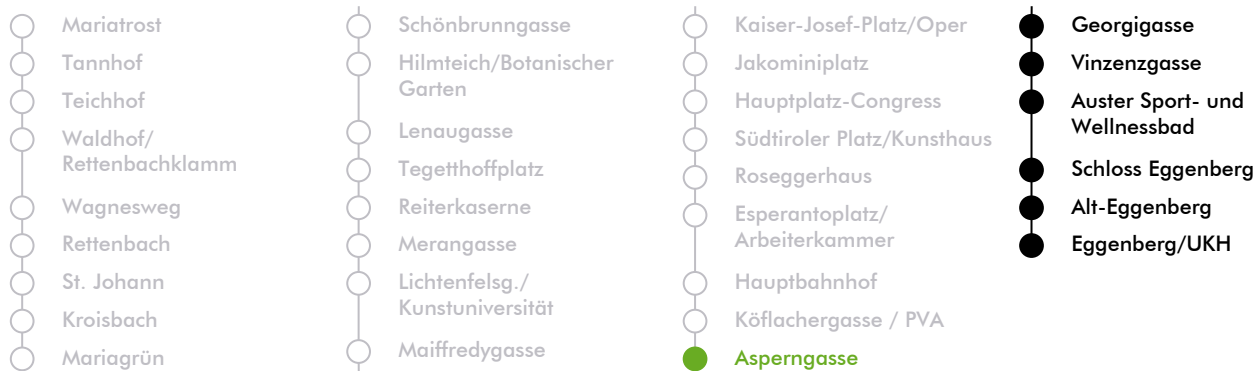 Mariatrost
Tannhof
Teichhof
Waldhof/
Rettenbachklamm
Wagnesweg
Rettenbach
St. Johann
Kroisbach
Mariagrün
Schönbrunngasse
Hilmteich/Botanischer
Garten
Lenaugasse
Tegetthoffplatz
Reiterkaserne
Merangasse
Lichtenfelsg./
Kunstuniversität
Maiffredygasse
Kaiser-Josef-Platz/Oper
Jakominiplatz
Hauptplatz-Congress
Südtiroler Platz/Kunsthaus
Roseggerhaus
Esperantoplatz/
Arbeiterkammer
Hauptbahnhof
Köflachergasse / PVA
Asperngasse
Georgigasse
Vinzenzgasse
Auster Sport- und
Wellnessbad
Schloss Eggenberg
Alt-Eggenberg
Eggenberg/UKH